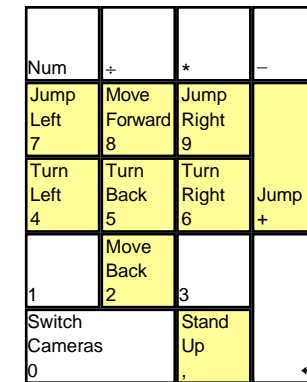 Num ÷ * –
Jump Move Jump
Left Forward Right
7 8 9
Turn Turn Turn
Left Back Right Jump
4 5 6 +
Move
Back
1 2 3
Switch Stand
Cameras Up
0 ,